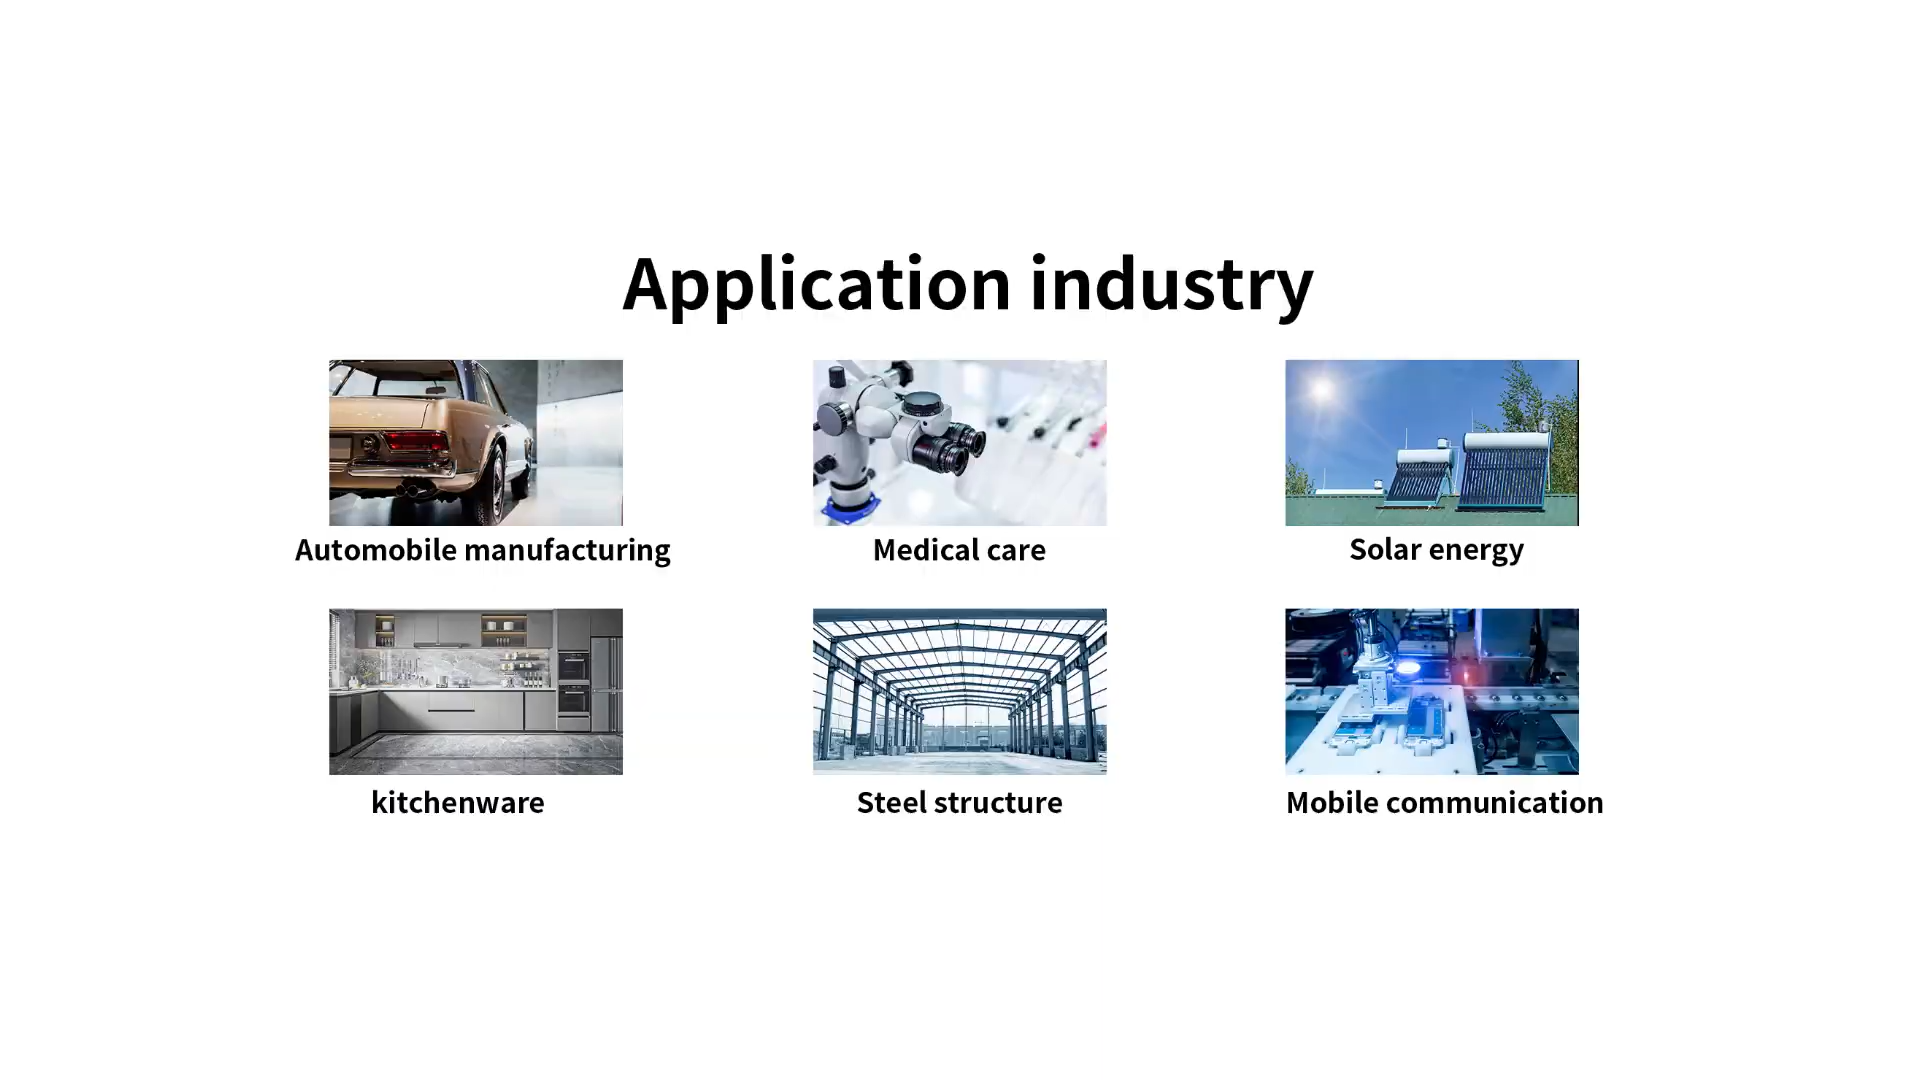 Application industry
Automobile manufacturing
Medical care
Solar energy
kitchenware
Steel structure
Mobile communication